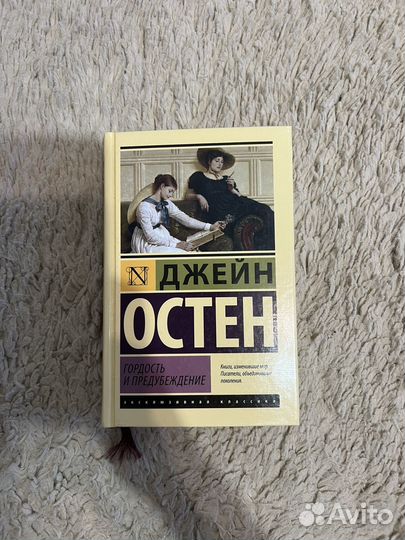 N
ДЖЕЙН
ОСТЕН
ГОРДОСТЬ
И ПРЕДУБЕЖДЕНИЕ
Книги, изменившие мир.
Писатели, объединившие
поколения.
ЭКСКЛЮЗИВНАЯ КЛАССИКА
Avito